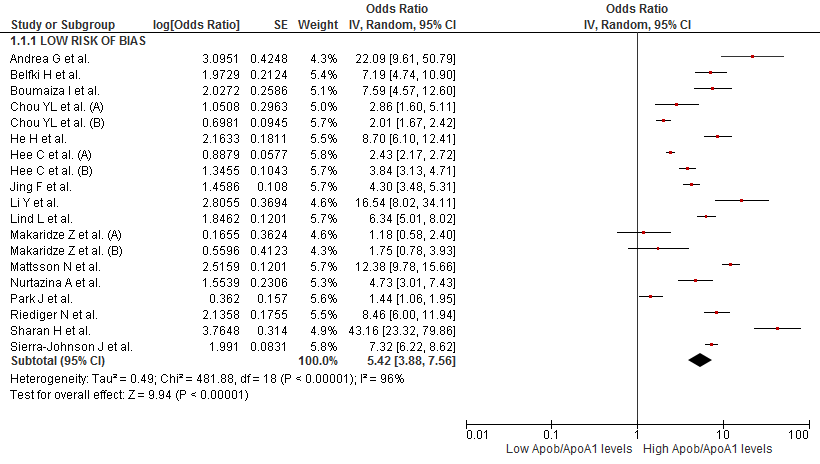 Odds Ratio Odds Ratio
Study or Subgroup log[Odds Ratio] SE Weight IV, Random, 95% CI IV, Random, 95% CI
1.1.1 LOW RISK OF BIAS
Andrea G et al. 3.0951 0.4248 4.3% 22.09 [9.61, 50.79]
Belfki H et al. 1.9729 0.2124 5.4% 7.19 [4.74, 10.90]
Boumaiza I et al. 2.0272 0.2586 5.2% 7.59 [4.57, 12.60]
Chou YL et al. (A) 1.0508 0.2963 5.0% 2.86 [1.60, 5.11]
Chou YL et al. (B) 0.6981 0.0945 5.7% 2.01 [1.67, 2.42]
He H et al. 2.1633 0.1811 5.5% 8.70 [6.10, 12.41]
Hee C et al. (A) 0.8879 0.0577 5.8% 2.43 [2.17, 2.72]
Hee C et al. (B) 1.3455 0.1043 5.7% 3.84 [3.13, 4.71]
Jing F et al. 1.4586 0.108 5.7% 4.30 [3.48, 5.31]
Li Y et al. 2.8055 0.3694 4.6% 16.54 [8.02, 34.11]
Lind L et al. 1.8462 0.1201 5.7% 6.34 [5.01, 8.02]
Makaridze Z et al. (A) 0.1655 0.3624 4.7% 1.18 [0.58, 2.40]
Makaridze Z et al. (B) 0.5596 0.4123 4.4% 1.75 [0.78, 3.93]
Mattsson N et al. 2.5159 0.1201 5.7% 12.38 [9.78, 15.66]
Nurtazina A et al. 1.5539 0.2306 5.3% 4.73 [3.01, 7.43]
Park J et al. 0.362 0.157 5.6% 1.44 [1.06, 1.95]
Riediger N et al. 2.1358 0.1755 5.5% 8.46 [6.00, 11.94]
Sharan H et al. 3.7648 0.314 4.9% 43.16 [23.32, 79.86]
Sierra-Johnson J et al. 1.991 0.0831 5.7% 7.32 [6.22, 8.62]
Subtotal (95% CI) 100.0% 5.42 [3.88, 7.56]
Heterogeneity: Tau² = 0.49; Chi² = 481.88, df = 18 (P < 0.00001); I² = 96%
Test for overall effect: Z = 9.94 (P < 0.00001)
0.01 0.1 1 10 100
Low Apob/ApoA1 levels High Apob/ApoA1 levels